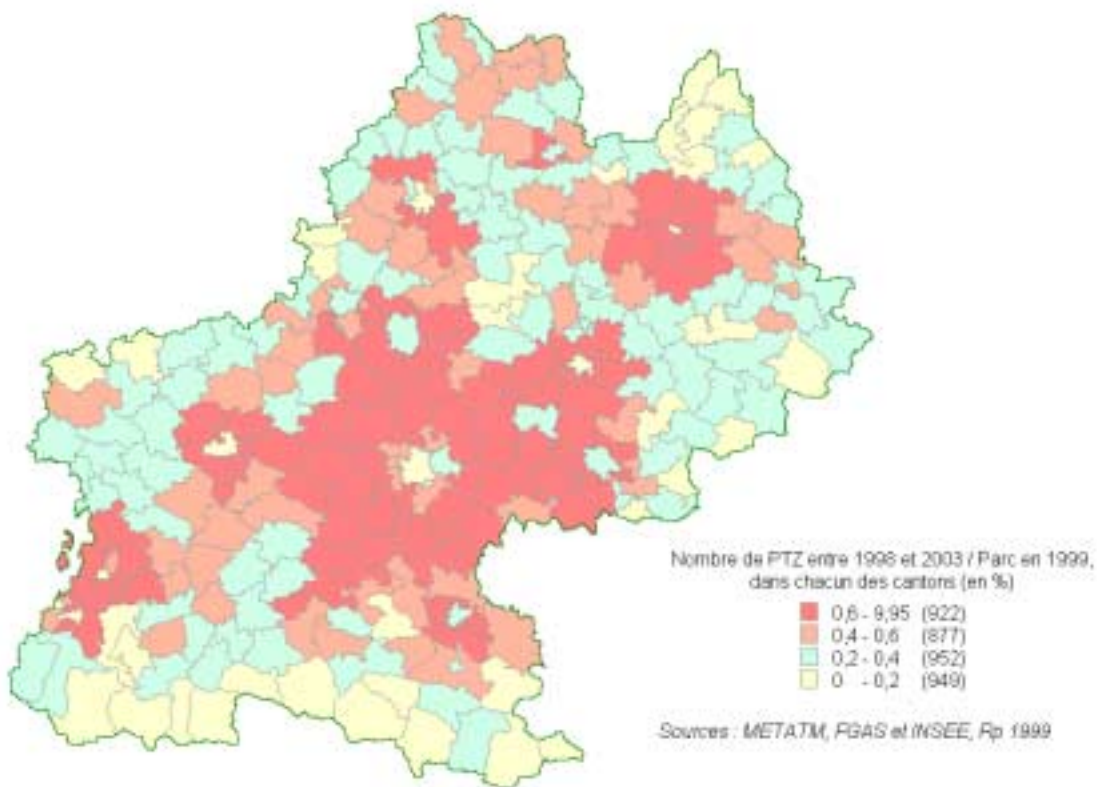 Nombre de PTZ entre 1998 et 2003 / Parc en 1999,
dans chacun des cantons (en %)
0,6 - 9,95 (922)
0,4 - 0,6 (877)
0,2 - 0,4 (952)
0 - 0,2 (949)
Sources : METATM, FGAS et INSEE, Rp 1999